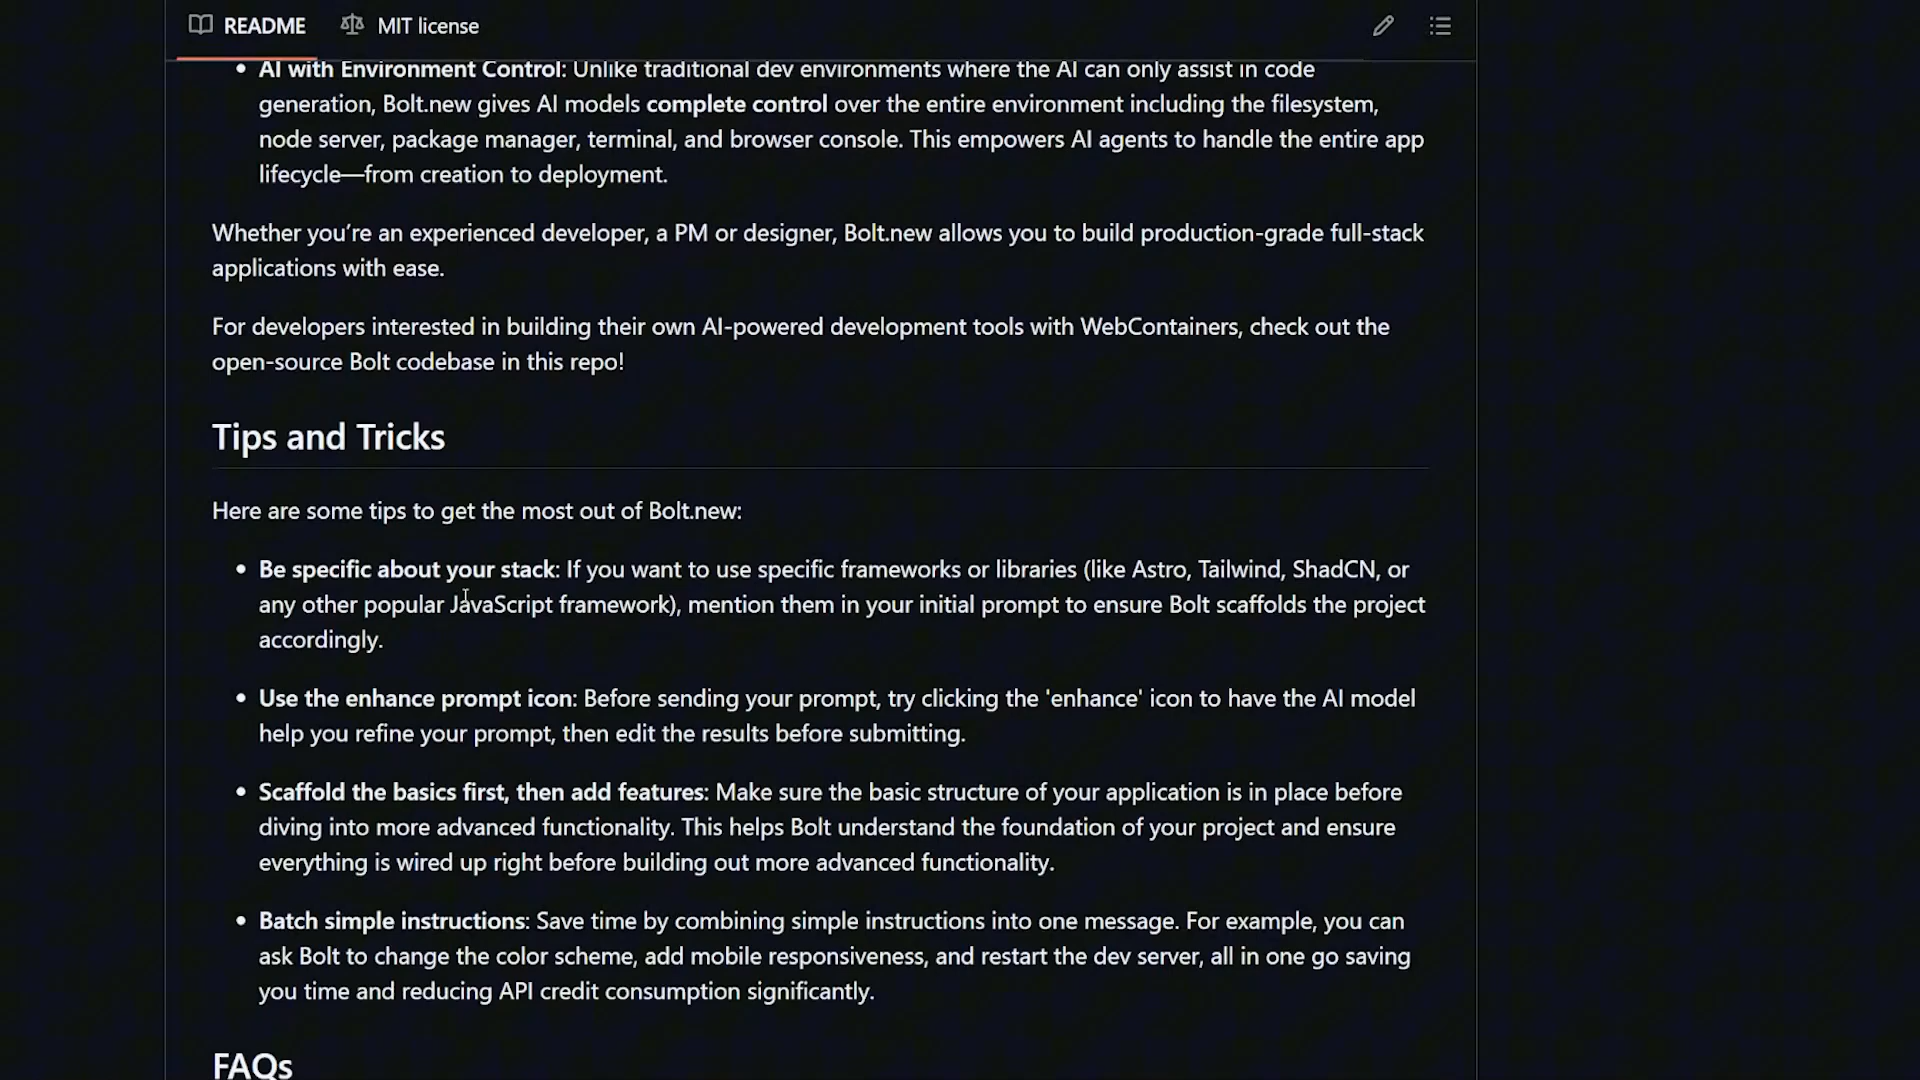 README MIT license
• AI with Environment Control: Unlike traditional dev environments where the AI can only assist in code
generation, Bolt.new gives AI models complete control over the entire environment including the filesystem,
node server, package manager, terminal, and browser console. This empowers AI agents to handle the entire app
lifecycle—from creation to deployment.
Whether you’re an experienced developer, a PM or designer, Bolt.new allows you to build production-grade full-stack
applications with ease.
For developers interested in building their own AI-powered development tools with WebContainers, check out the
open-source Bolt codebase in this repo!
Tips and Tricks
Here are some tips to get the most out of Bolt.new:
• Be specific about your stack: If you want to use specific frameworks or libraries (like Astro, Tailwind, ShadCN, or
any other popular JavaScript framework), mention them in your initial prompt to ensure Bolt scaffolds the project
accordingly.
• Use the enhance prompt icon: Before sending your prompt, try clicking the 'enhance' icon to have the AI model
help you refine your prompt, then edit the results before submitting.
• Scaffold the basics first, then add features: Make sure the basic structure of your application is in place before
diving into more advanced functionality. This helps Bolt understand the foundation of your project and ensure
everything is wired up right before building out more advanced functionality.
• Batch simple instructions: Save time by combining simple instructions into one message. For example, you can
ask Bolt to change the color scheme, add mobile responsiveness, and restart the dev server, all in one go saving
you time and reducing API credit consumption significantly.
FAQs